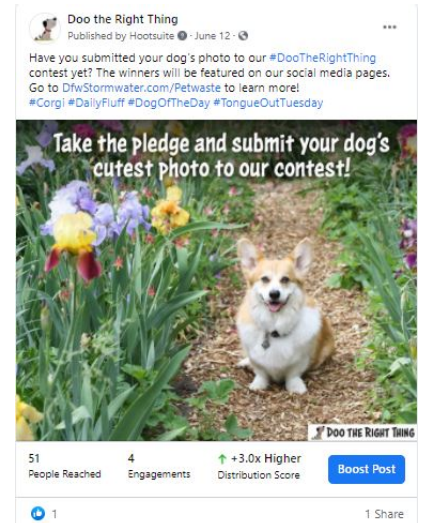 Doo the Right Thing
Published by Hootsuite · June 12 ·
Have you submitted your dog's photo to our #DooTheRightThing
contest yet? The winners will be featured on our social media pages.
Go to DfwStormwater.com/Petwaste to learn more!
#Corgi #DailyFluff #DogOfTheDay #TongueOutTuesday
Take the pledge and submit your dog's
cutest photo to our contest!
DOO THE RIGHT THING
51 4 +3.0x Higher
People Reached Engagements Distribution Score
Boost Post
1 1 Share